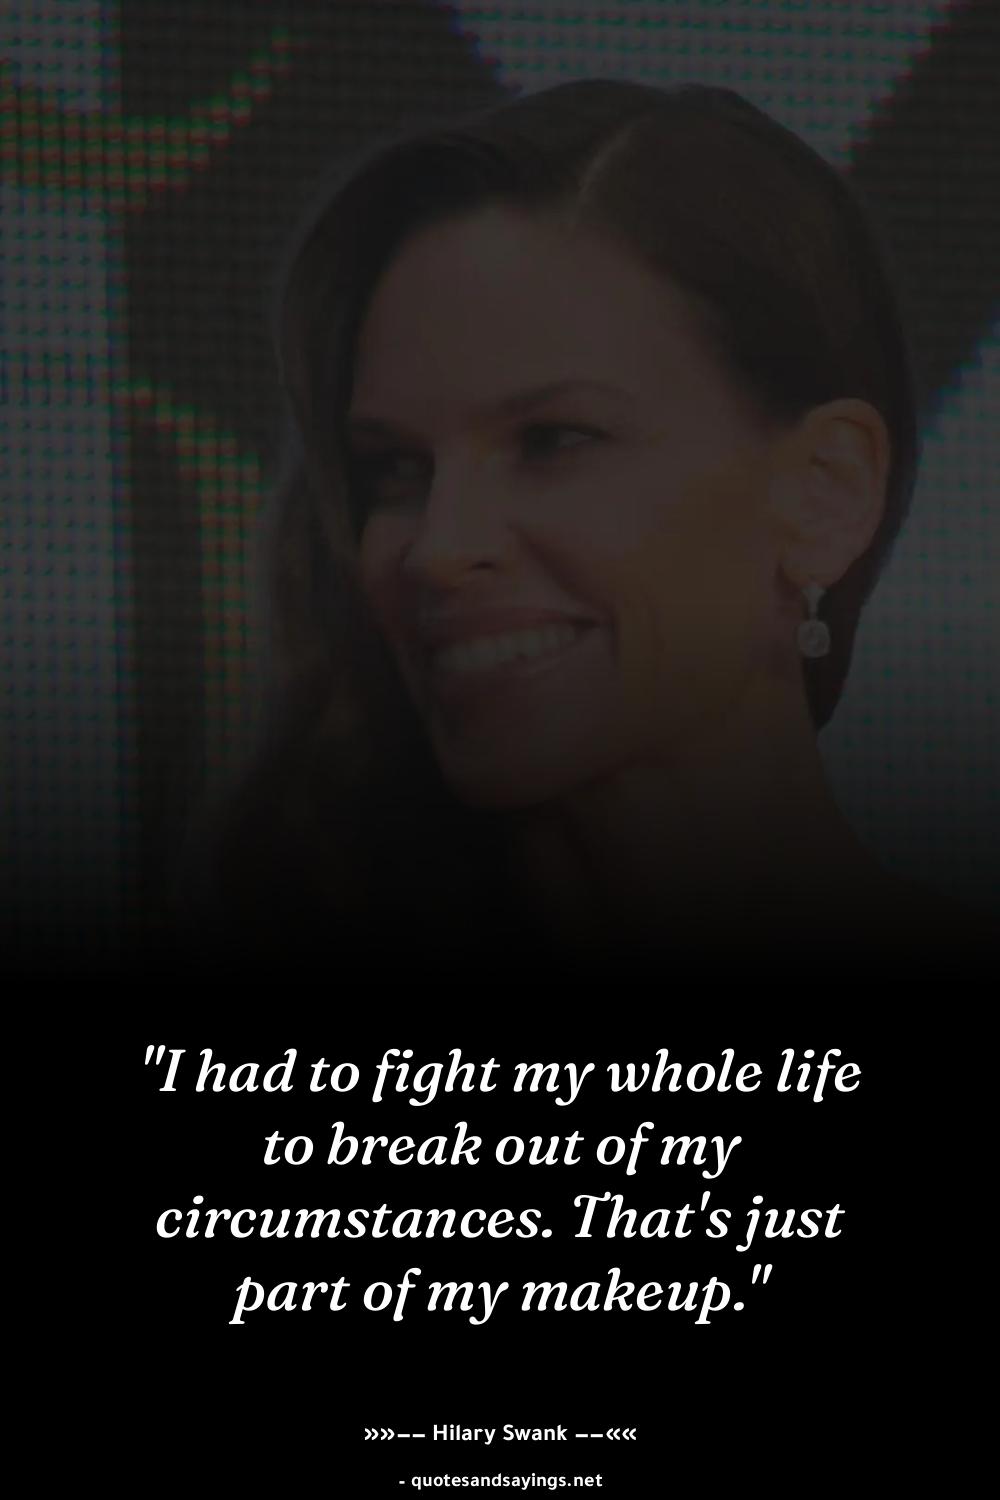 "I had to fight my whole life
to break out of my
circumstances. That's just
part of my makeup."
»»–– Hilary Swank ––««
- quotesandsayings.net